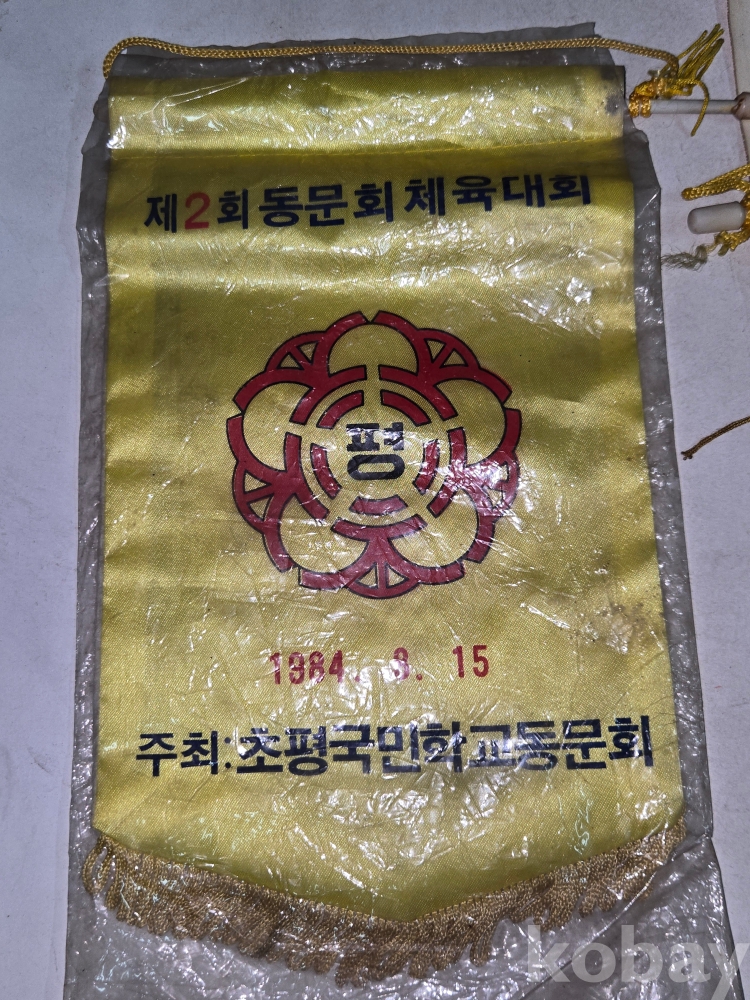 제2회 동문회 체육대회
평
1984. 8. 15
주최:초평국민학교동문회
kobay